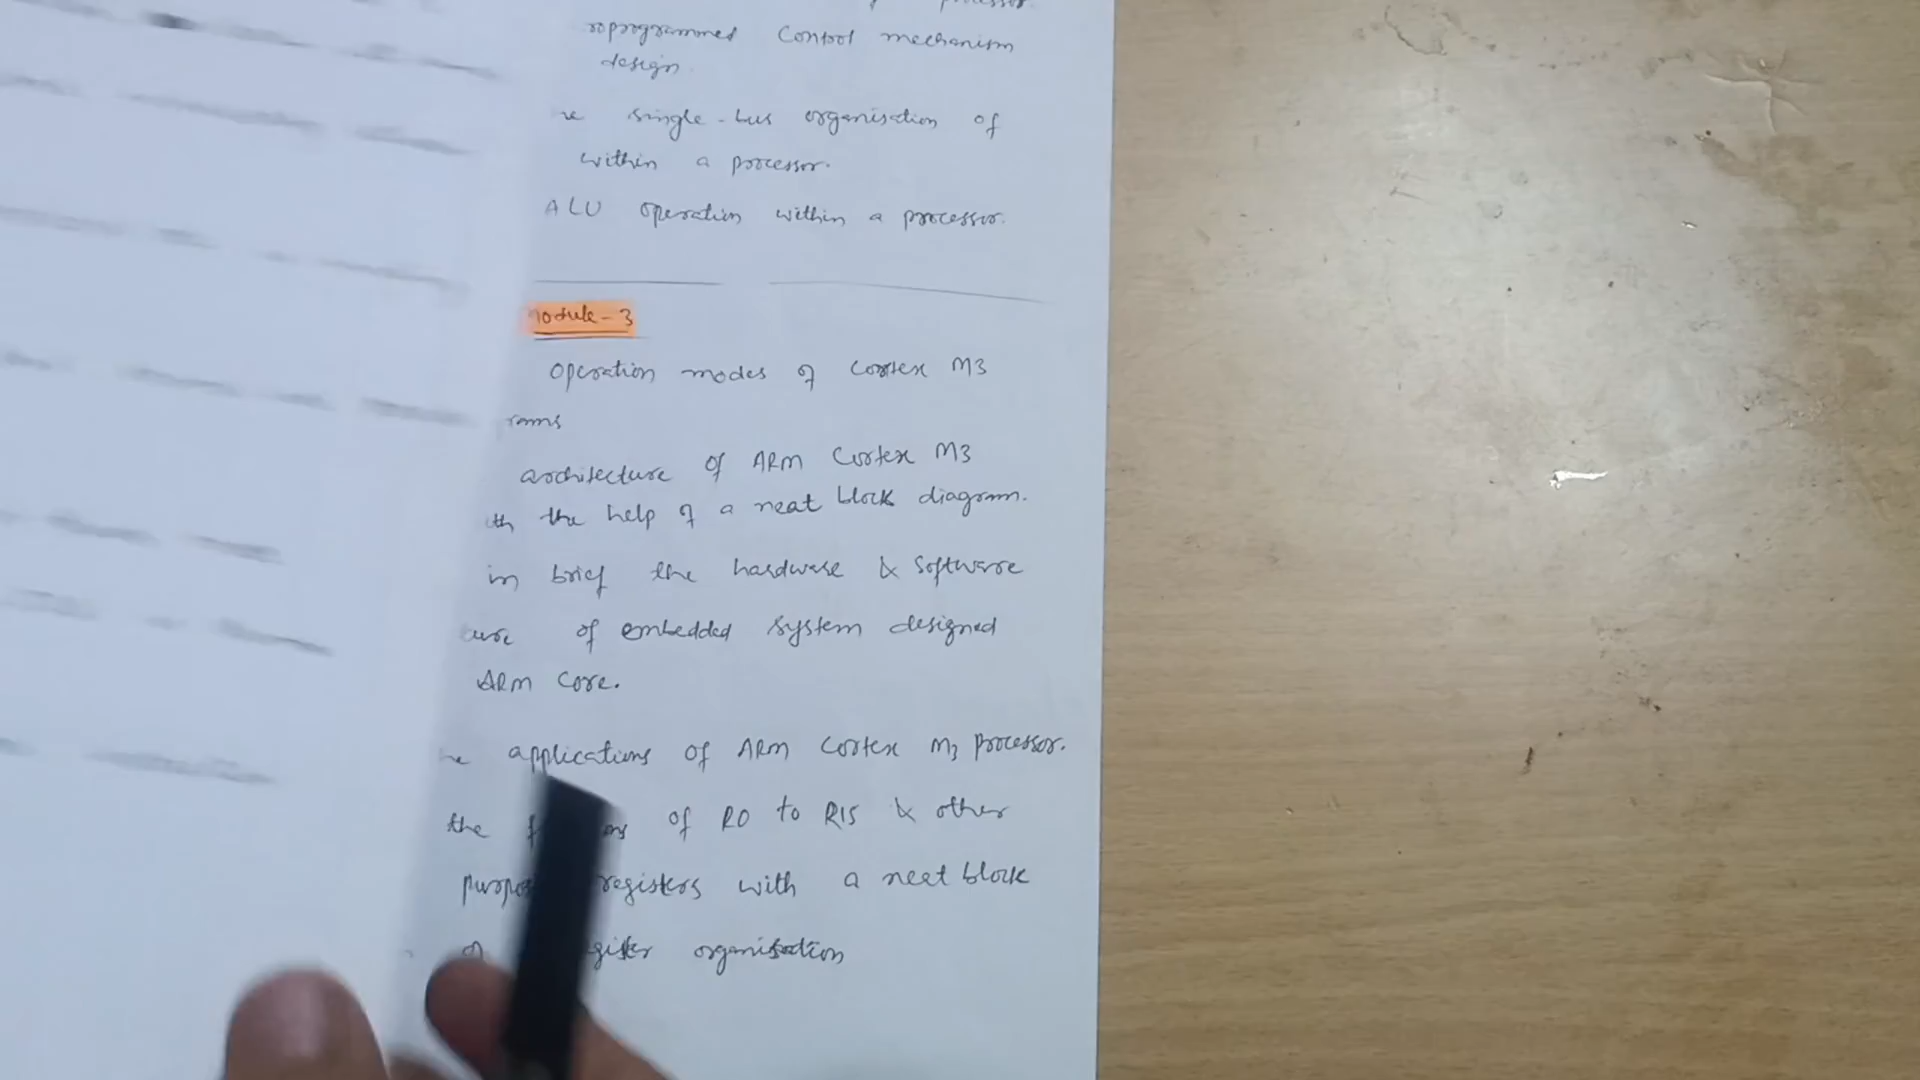 roprogrammed Control mechanism
design.
single-bus organisation of
within a processor.
ALU operation within a processor.
Module-3
operation modes of Cortex M3
architecture of ARM Cortex M3
the help of a neat block diagram.
in brief the hardware & Software
of embedded system designed
ARM Core.
applications of ARM Cortex M3 processor.
the of R0 to R15 & other
registers with a neat block
organisation